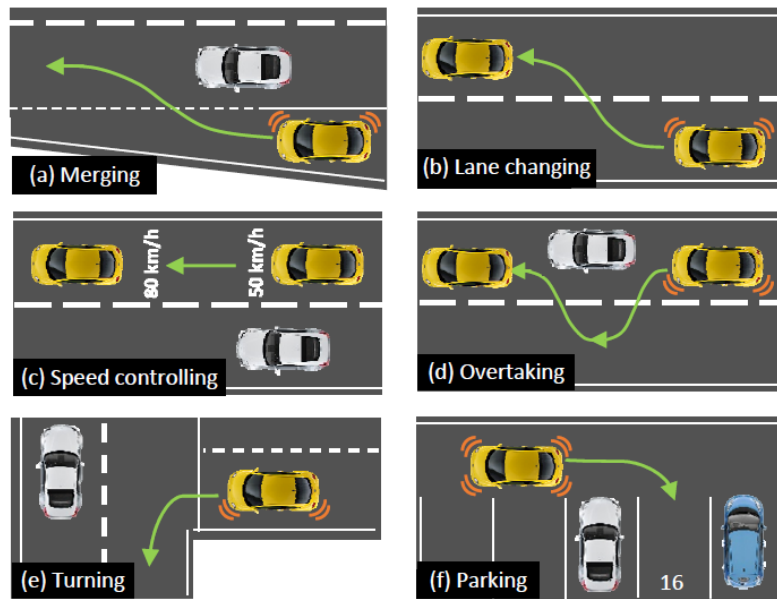 (a) Merging
(b) Lane changing
80 km/h
50 km/h
(c) Speed controlling
(d) Overtaking
(e) Turning
16
(f) Parking